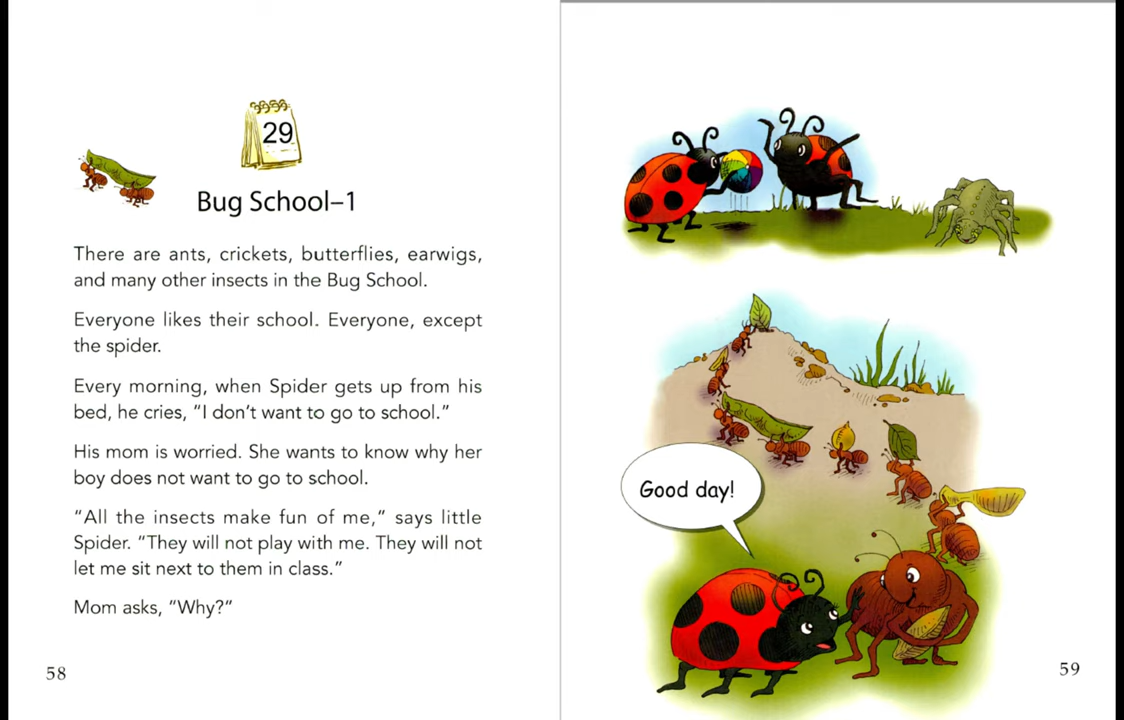 29
Bug School–1
There are ants, crickets, butterflies, earwigs,
and many other insects in the Bug School.
Everyone likes their school. Everyone, except
the spider.
Every morning, when Spider gets up from his
bed, he cries, "I don't want to go to school."
His mom is worried. She wants to know why her
boy does not want to go to school.
"All the insects make fun of me," says little
Spider. "They will not play with me. They will not
let me sit next to them in class."
Mom asks, "Why?"
58
Good day!
59